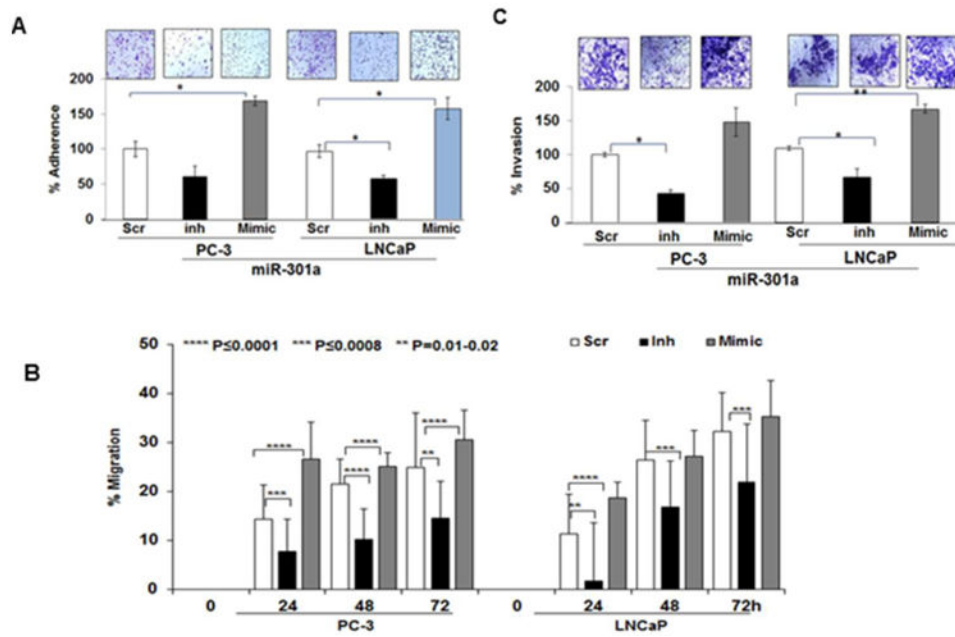 A
200
150
100
50
0
% Adherence
*
*
*
Scr inh Mimic Scr inh Mimic
PC-3 LNCaP
miR-301a
C
200
150
100
50
0
% Invasion
*
**
*
Scr inh Mimic Scr inh Mimic
PC-3 LNCaP
miR-301a
B
**** P≤0.0001 *** P≤0.0008 ** P=0.01-0.02
Scr Inh Mimic
50
40
30
20
10
0
% Migration
**** *** **** **** **** **
**** ** *** ***
0 24 48 72 0 24 48 72h
PC-3 LNCaP